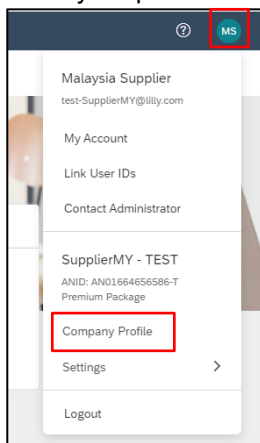 ?
MS
Malaysia Supplier
test-SupplierMY@lilly.com
My Account
Link User IDs
Contact Administrator
SupplierMY - TEST
ANID: AN01664656586-T
Premium Package
Company Profile
Settings
Logout